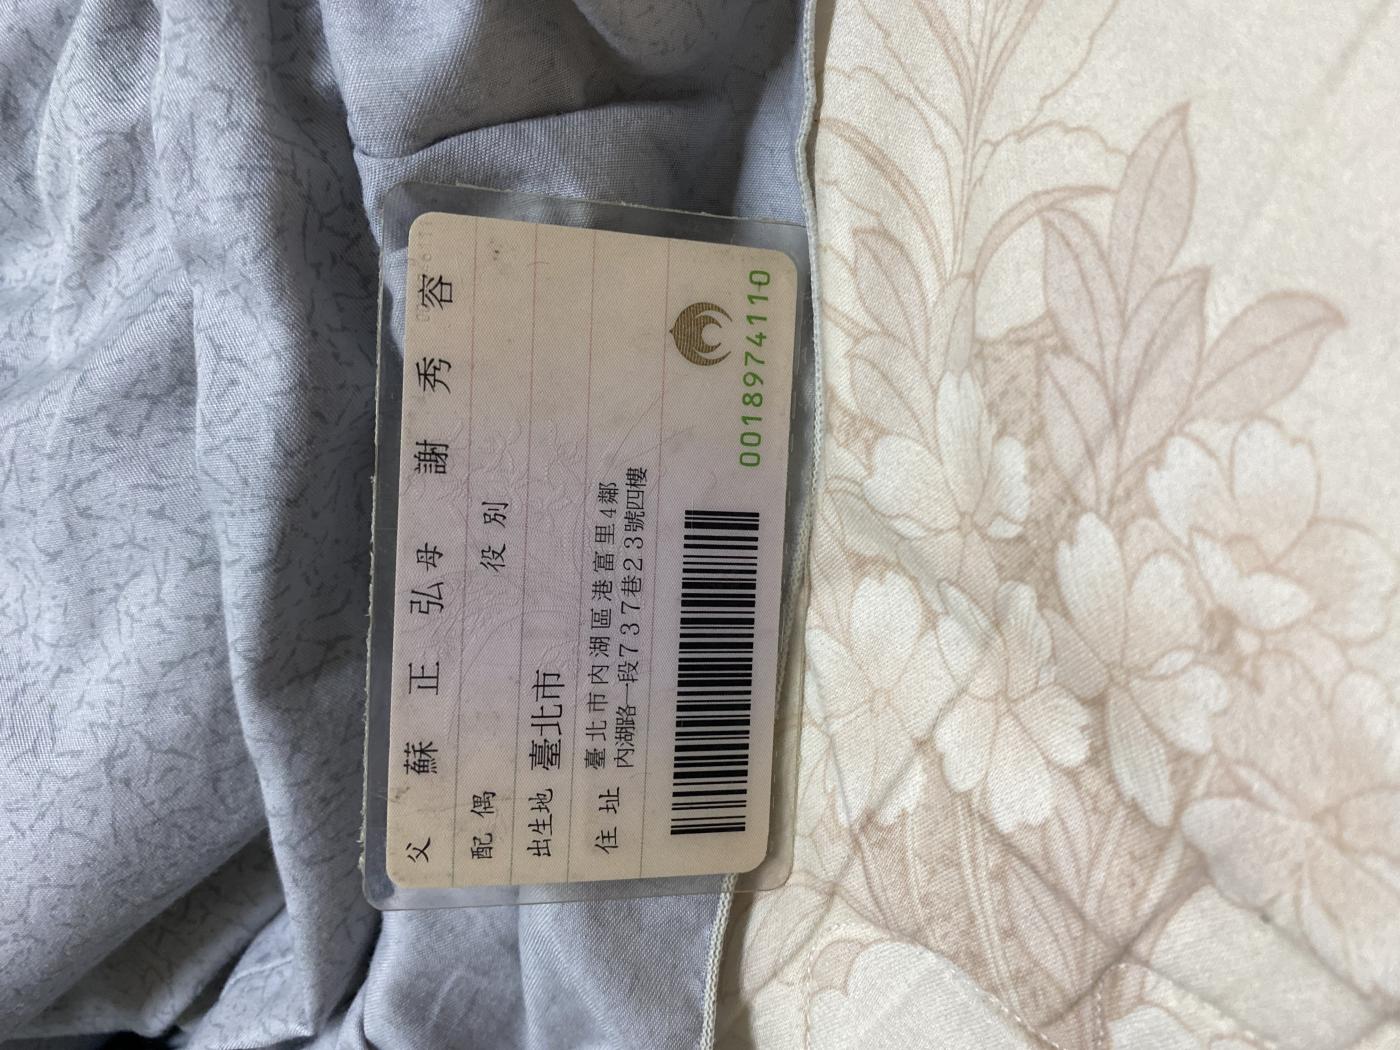 父 蘇正弘 母 謝秀容
配偶 役別
出生地 臺北市
住址 臺北市內湖區港富里4鄰
內湖路一段737巷23號四樓
0018974110